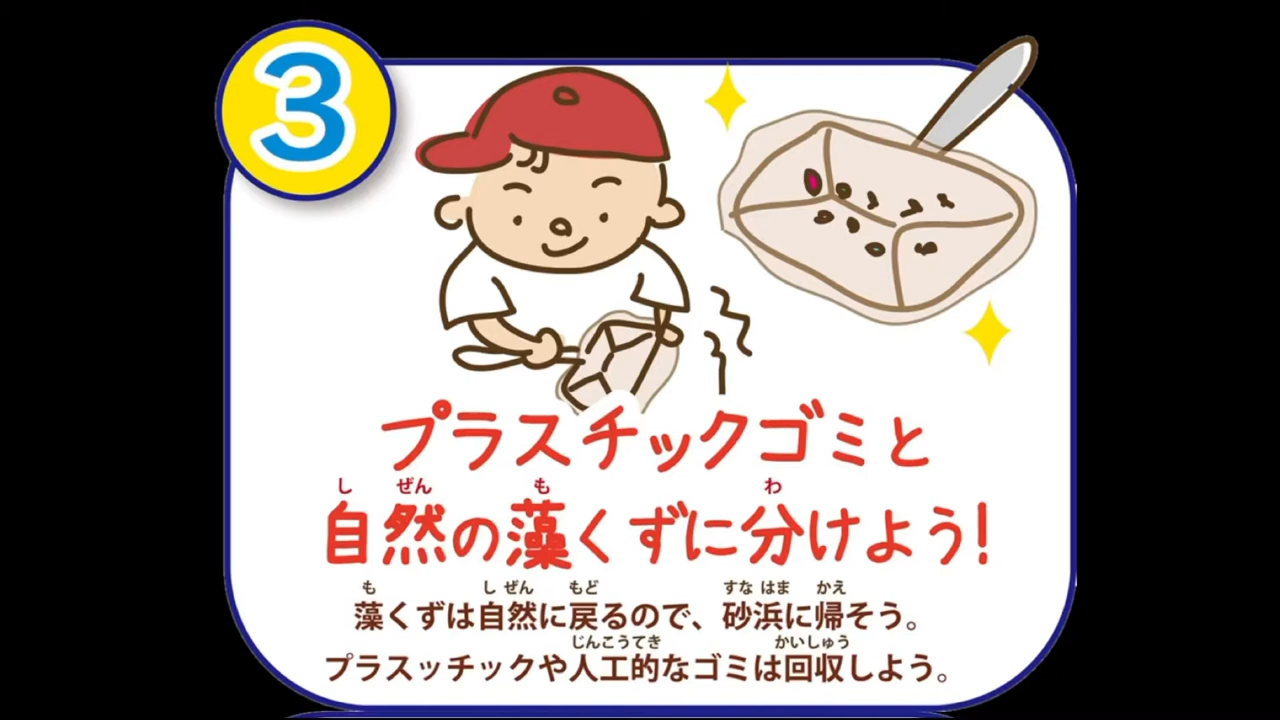 3
プラスチックゴミと
しぜんもわ
自然の藻くずに分けよう!
もしぜんもどすなはまかえ
藻くずは自然に戻るので、砂浜に帰そう。
じんこうてきかいしゅう
プラスッチックや人工的なゴミは回収しよう。